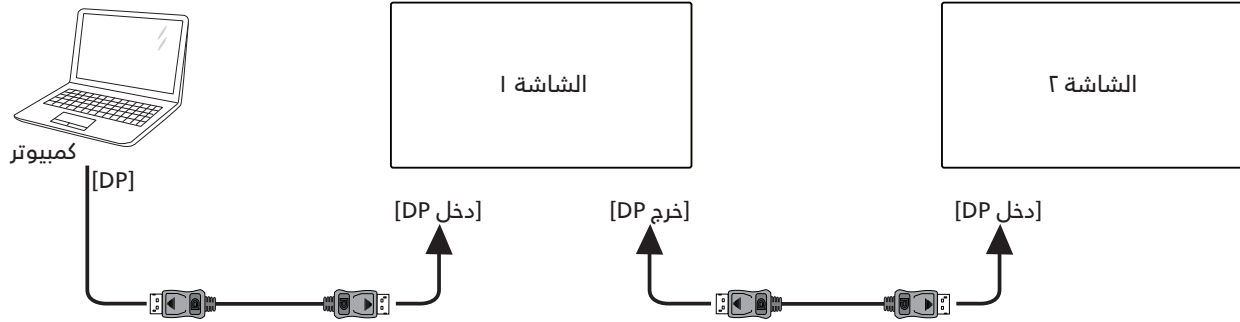 الشاشة ١
الشاشة ٢
كمبيوتر
[DP]
[دخل DP]
[خرج DP]
[دخل DP]